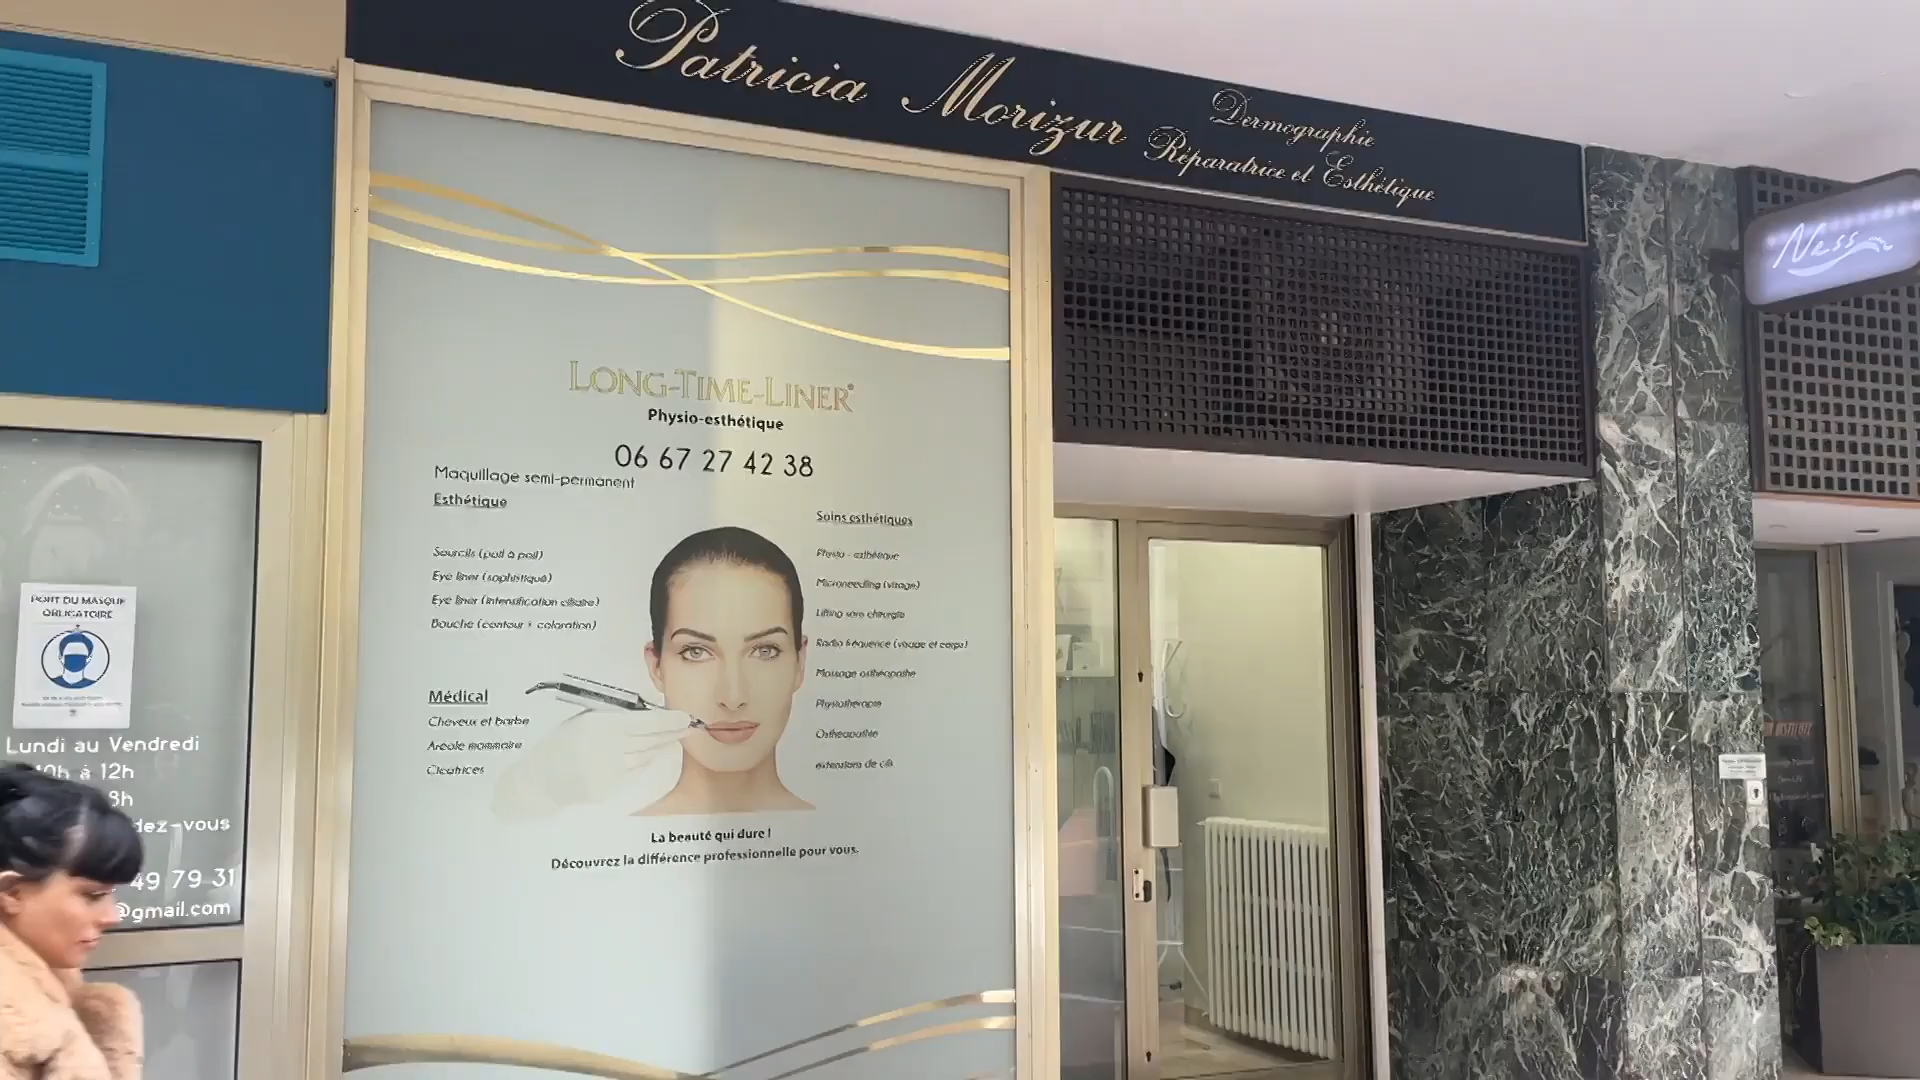 Patricia Morizur
Dermographie
Réparatrice et Esthétique
Ness
LONG-TIME-LINER®
Physio-esthétique
06 67 27 42 38
Maquillage semi-permanent
Esthétique
Sourcils (poil à poil)
Eye liner (sophistiqué)
Eye liner (intensification ciliaire)
Bouche (contour + coloration)
Médical
Cheveux et barbe
Aréole mammaire
Cicatrices
Soins esthétiques
Physio - esthétique
Microneedling (visage)
Lifting sans chirurgie
Radio fréquence (visage et corps)
Massage ostéopathe
Physiothérapie
Ostheopathie
extensions de cils
La beauté qui dure !
Découvrez la différence professionnelle pour vous.
PORT DU MASQUE
OBLIGATOIRE
Lundi au Vendredi
10h à 12h
8h
dez-vous
49 79 31
@gmail.com